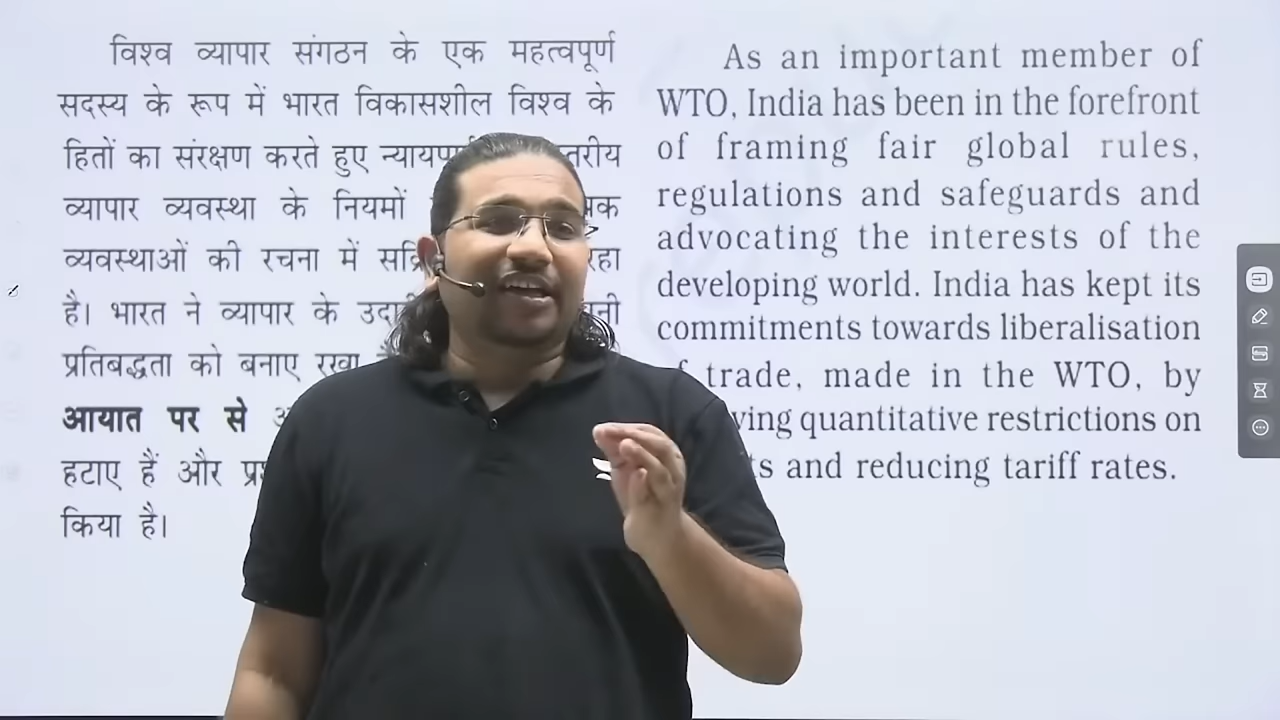 विश्व व्यापार संगठन के एक महत्वपूर्ण
सदस्य के रूप में भारत विकासशील विश्व के
हितों का संरक्षण करते हुए
व्यापार व्यवस्था के नियमों
व्यवस्थाओं की रचना में रहा
है। भारत ने व्यापार के
प्रतिबद्धता को बनाए रखा
आयात पर से
हटाए हैं और
किया है।
As an important member of
WTO, India has been in the forefront
of framing fair global rules,
regulations and safeguards and
advocating the interests of the
developing world. India has kept its
commitments towards liberalisation
trade, made in the WTO, by
quantitative restrictions on
and reducing tariff rates.